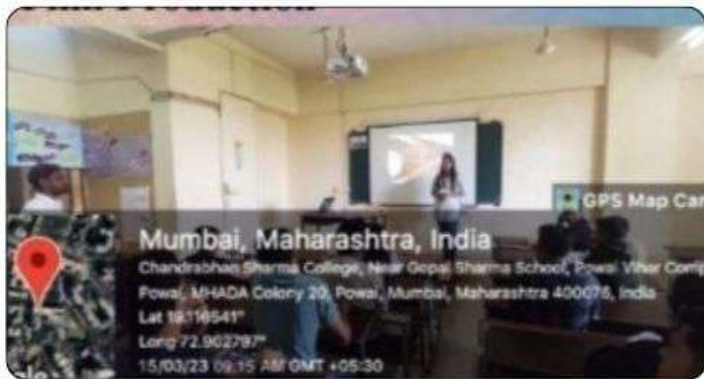 GPS Map Car
Mumbai, Maharashtra, India
Chandrabhan Sharma College, Near Gopal Sharma School, Powai Vihar Comp
Powai, MHADA Colony 20, Powai, Mumbai, Maharashtra 400076, India
Lat 19.116541°
Long 72.902797°
15/03/23 09:15 AM GMT +05:30